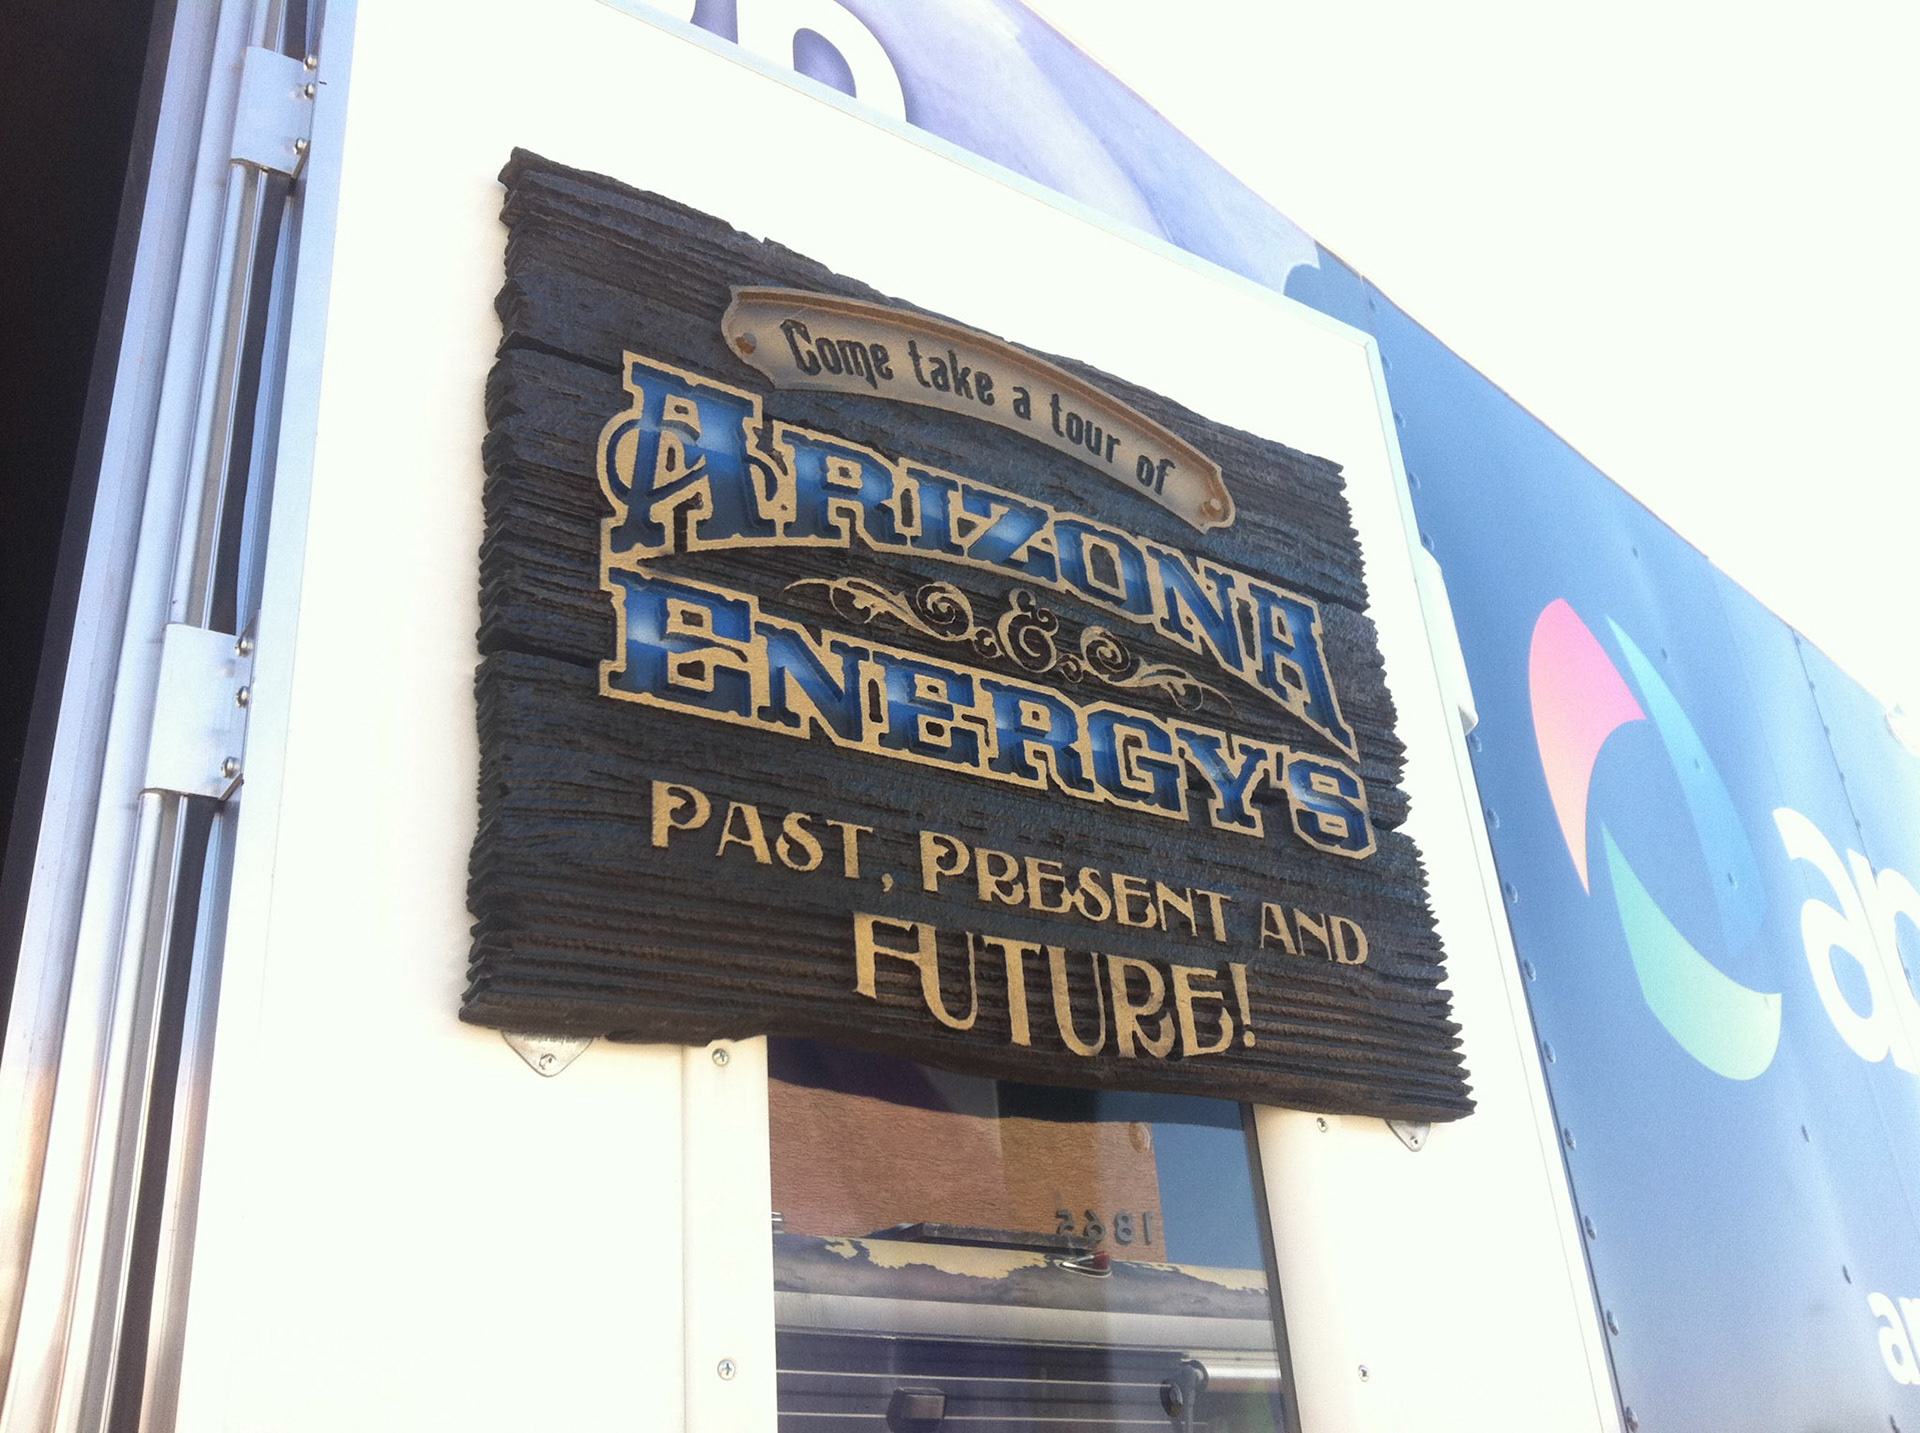 Come take a tour of
ARIZONA
&
ENERGY'S
PAST, PRESENT AND
FUTURE!